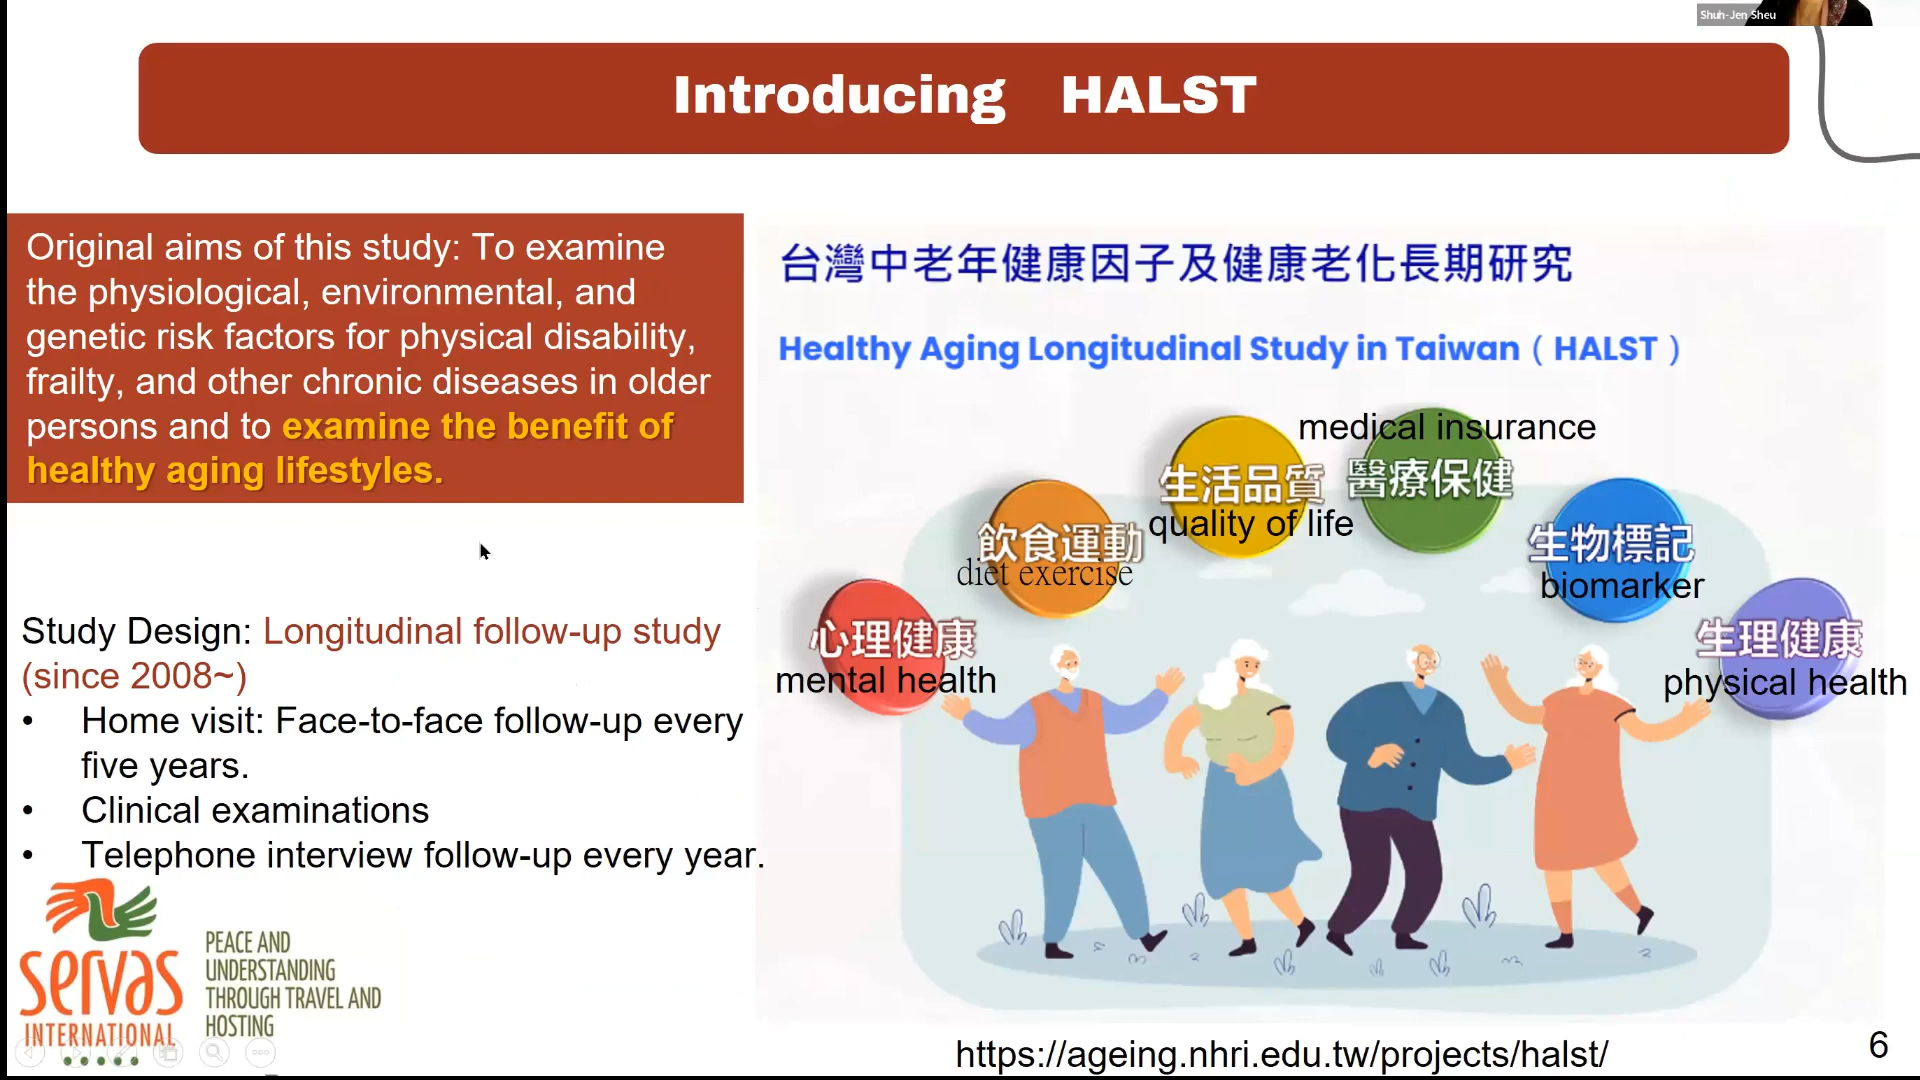 Shuh-Jen Sheu
Introducing HALST
Original aims of this study: To examine
the physiological, environmental, and
genetic risk factors for physical disability,
frailty, and other chronic diseases in older
persons and to examine the benefit of
healthy aging lifestyles.
Study Design: Longitudinal follow-up study
(since 2008~)
• Home visit: Face-to-face follow-up every
five years.
• Clinical examinations
• Telephone interview follow-up every year.
servas
INTERNATIONAL
PEACE AND
UNDERSTANDING
THROUGH TRAVEL AND
HOSTING
台灣中老年健康因子及健康老化長期研究
Healthy Aging Longitudinal Study in Taiwan ( HALST )
心理健康
mental health
飲食運動
diet exercise
生活品質
quality of life
medical insurance
醫療保健
生物標記
biomarker
生理健康
physical health
https://ageing.nhri.edu.tw/projects/halst/
6